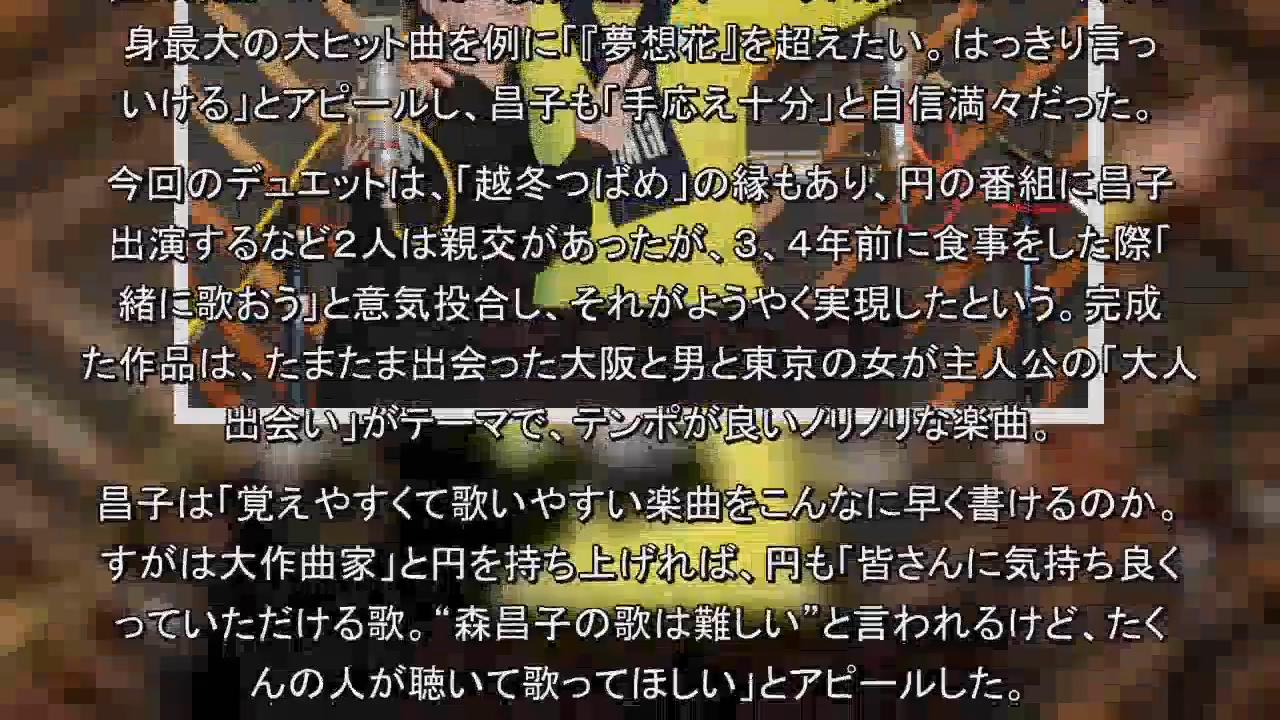 身最大の大ヒット曲を例に「『夢想花』を超えたい。はっきり言っ
いける」とアピールし、昌子も「手応え十分」と自信満々だった。
今回のデュエットは、「越冬つばめ」の縁もあり、円の番組に昌子
出演するなど２人は親交があったが、３、４年前に食事をした際「
緒に歌おう」と意気投合し、それがようやく実現したという。完成
た作品は、たまたま出会った大阪と男と東京の女が主人公の「大人
出会い」がテーマで、テンポが良いノリノリな楽曲。
昌子は「覚えやすくて歌いやすい楽曲をこんなに早く書けるのか。
すがは大作曲家」と円を持ち上げれば、円も「皆さんに気持ち良く
っていただける歌。“森昌子の歌は難しい”と言われるけど、たく
んの人が聴いて歌ってほしい」とアピールした。